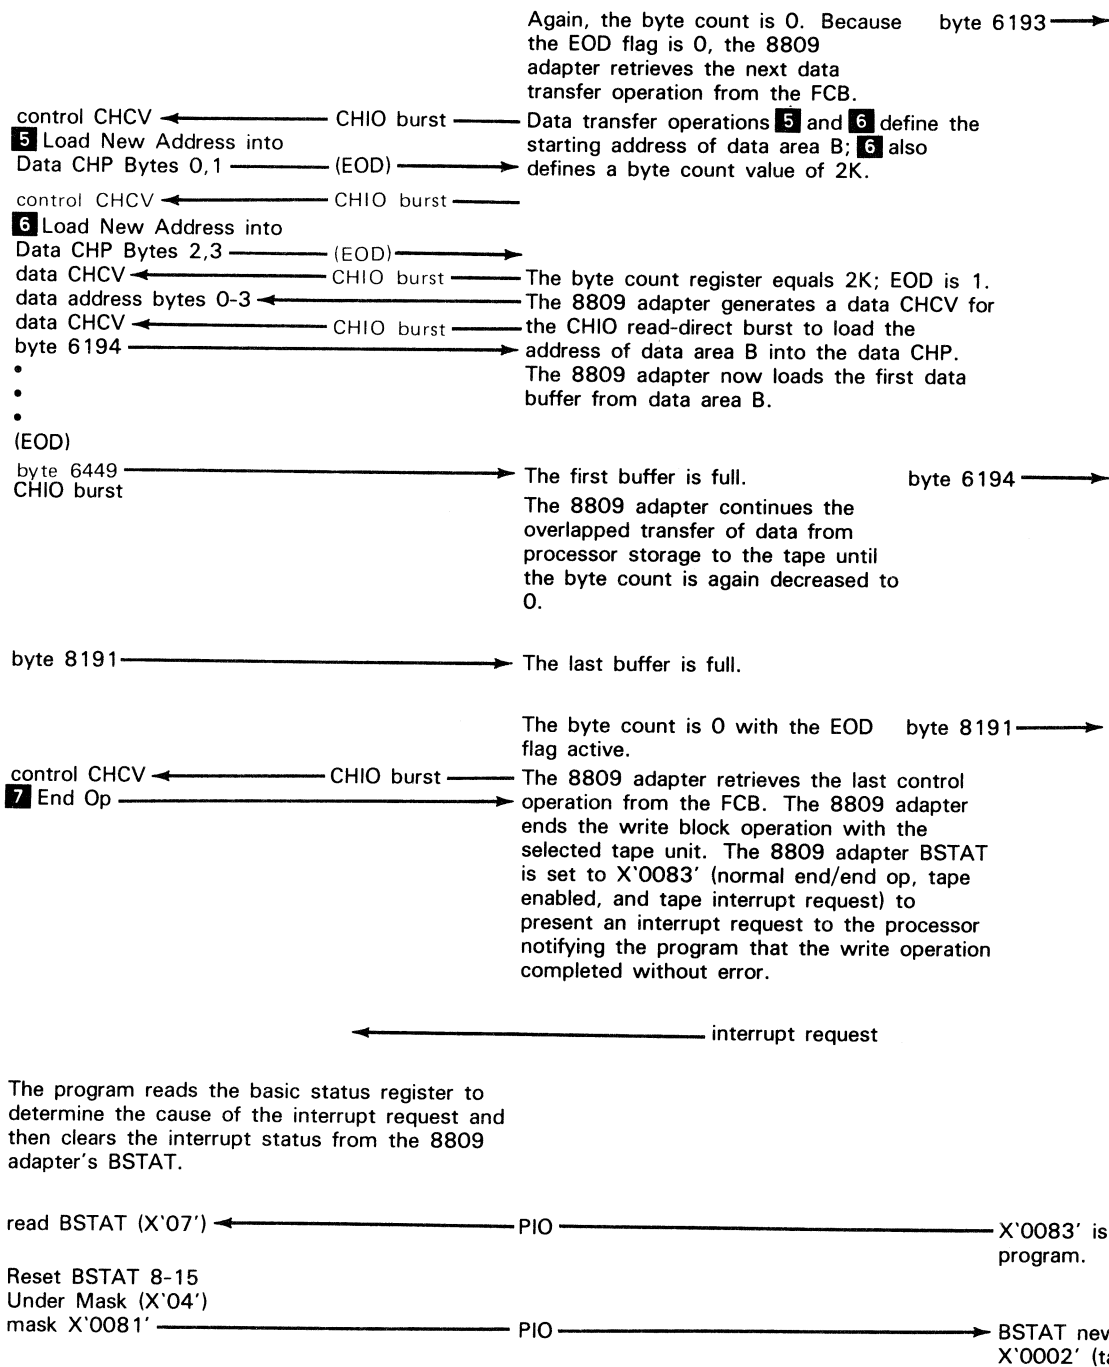 Again, the byte count is 0. Because byte 6193
the EOD flag is 0, the 8809
adapter retrieves the next data
transfer operation from the FCB.
control CHCV CHIO burst Data transfer operations 5 and 6 define the
5 Load New Address into starting address of data area B; 6 also
Data CHP Bytes 0,1 (EOD) defines a byte count value of 2K.
control CHCV CHIO burst
6 Load New Address into
Data CHP Bytes 2,3 (EOD)
data CHCV CHIO burst The byte count register equals 2K; EOD is 1.
data address bytes 0-3 The 8809 adapter generates a data CHCV for
data CHCV CHIO burst the CHIO read-direct burst to load the
byte 6194 address of data area B into the data CHP.
• The 8809 adapter now loads the first data
• buffer from data area B.
•
(EOD)
byte 6449 The first buffer is full. byte 6194
CHIO burst
The 8809 adapter continues the
overlapped transfer of data from
processor storage to the tape until
the byte count is again decreased to
0.
byte 8191 The last buffer is full.
The byte count is 0 with the EOD byte 8191
flag active.
control CHCV CHIO burst The 8809 adapter retrieves the last control
7 End Op operation from the FCB. The 8809 adapter
ends the write block operation with the
selected tape unit. The 8809 adapter BSTAT
is set to X`0083' (normal end/end op, tape
enabled, and tape interrupt request) to
present an interrupt request to the processor
notifying the program that the write operation
completed without error.
interrupt request
The program reads the basic status register to
determine the cause of the interrupt request and
then clears the interrupt status from the 8809
adapter's BSTAT.
read BSTAT (X`07') PIO X`0083' is
program.
Reset BSTAT 8-15
Under Mask (X`04')
mask X`0081' PIO BSTAT nev
X`0002' (ta